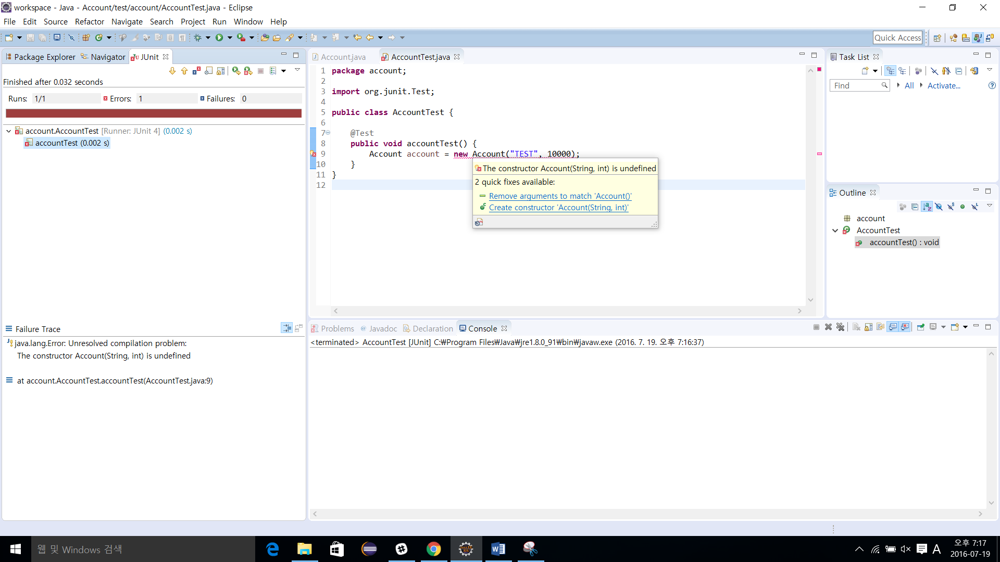 workspace - Java - Account/test/account/AccountTest.java - Eclipse
File Edit Source Refactor Navigate Search Project Run Window Help
Quick Access
Package Explorer Navigator JUnit
Finished after 0.032 seconds
Runs: 1/1 Errors: 1 Failures: 0
account.AccountTest [Runner: JUnit 4] (0.002 s)
accountTest (0.002 s)
Failure Trace
java.lang.Error: Unresolved compilation problem:
The constructor Account(String, int) is undefined
at account.AccountTest.accountTest(AccountTest.java:9)
Account.java AccountTest.java
1 package account;
2
3 import org.junit.Test;
4
5 public class AccountTest {
6
7 @Test
8 public void accountTest() {
9 Account account = new Account("TEST", 10000);
10 }
11 }
12
The constructor Account(String, int) is undefined
2 quick fixes available:
Remove arguments to match 'Account()'
Create constructor 'Account(String, int)'
Task List
Find All Activate...
Outline
account
AccountTest
accountTest() : void
Problems Javadoc Declaration Console
<terminated> AccountTest [JUnit] C:₩Program Files₩Java₩jre1.8.0_91₩bin₩javaw.exe (2016. 7. 19. 오후 7:16:37)
웹 및 Windows 검색
A
오후 7:17
2016-07-19